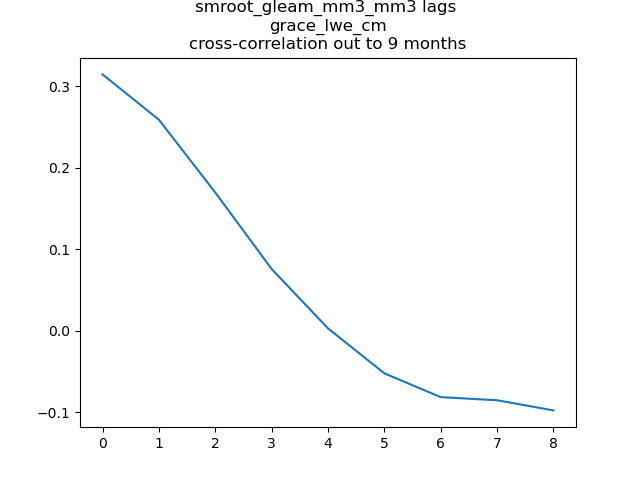 smroot_gleam_mm3_mm3 lags
grace_lwe_cm
cross-correlation out to 9 months
0.3
0.2
0.1
0.0
−0.1
0 1 2 3 4 5 6 7 8